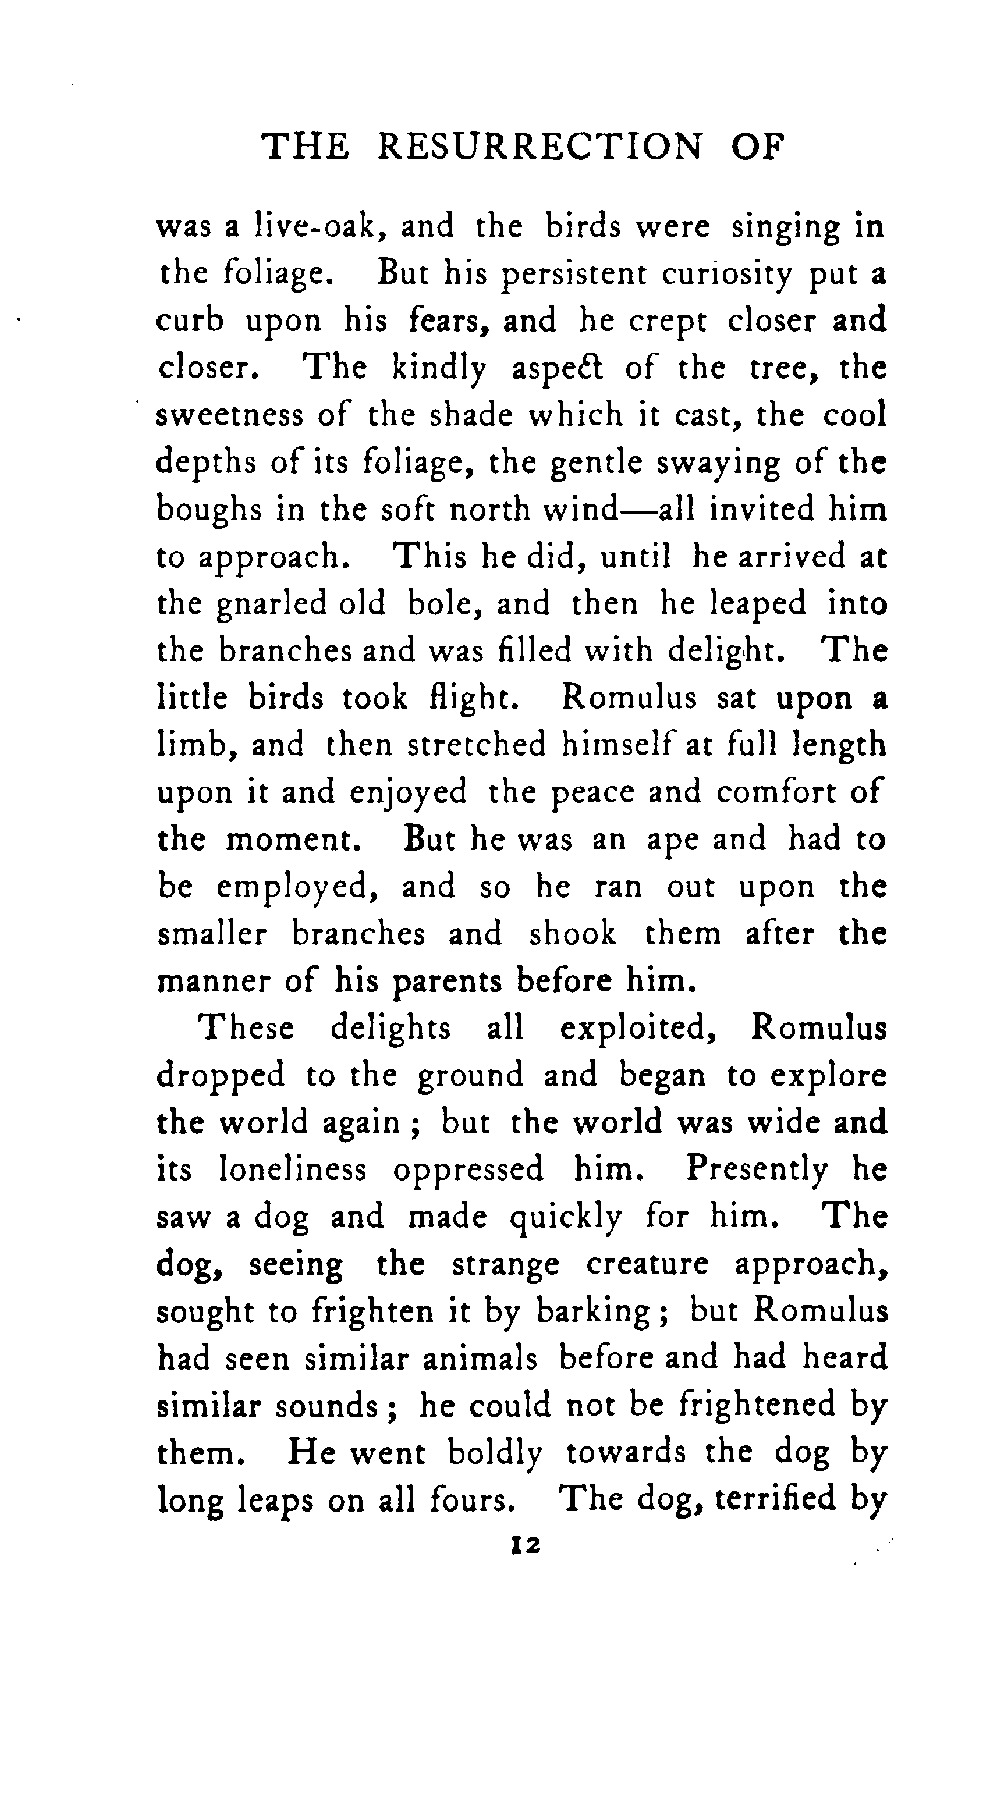 THE RESURRECTION OF
was a live-oak, and the birds were singing in
the foliage. But his persistent curiosity put a
curb upon his fears, and he crept closer and
closer. The kindly aspect of the tree, the
sweetness of the shade which it cast, the cool
depths of its foliage, the gentle swaying of the
boughs in the soft north wind—all invited him
to approach. This he did, until he arrived at
the gnarled old bole, and then he leaped into
the branches and was filled with delight. The
little birds took flight. Romulus sat upon a
limb, and then stretched himself at full length
upon it and enjoyed the peace and comfort of
the moment. But he was an ape and had to
be employed, and so he ran out upon the
smaller branches and shook them after the
manner of his parents before him.
These delights all exploited, Romulus
dropped to the ground and began to explore
the world again ; but the world was wide and
its loneliness oppressed him. Presently he
saw a dog and made quickly for him. The
dog, seeing the strange creature approach,
sought to frighten it by barking ; but Romulus
had seen similar animals before and had heard
similar sounds ; he could not be frightened by
them. He went boldly towards the dog by
long leaps on all fours. The dog, terrified by
12